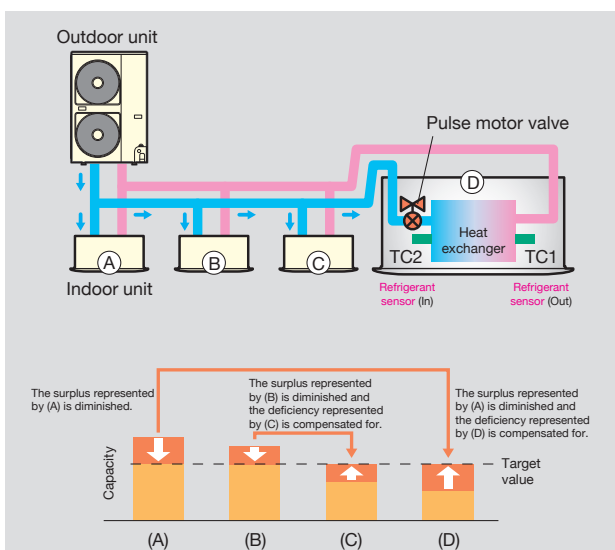 Outdoor unit
Pulse motor valve
D
Heat
exchanger
TC2
TC1
A
B
C
Indoor unit
Refrigerant
sensor (In)
Refrigerant
sensor (Out)
The surplus represented
by (A) is diminished.
The surplus represented
by (B) is diminished and
the deficiency represented
by (C) is compensated for.
The surplus represented
by (A) is diminished and
the deficiency represented
by (D) is compensated for.
Capacity
Target
value
(A)
(B)
(C)
(D)